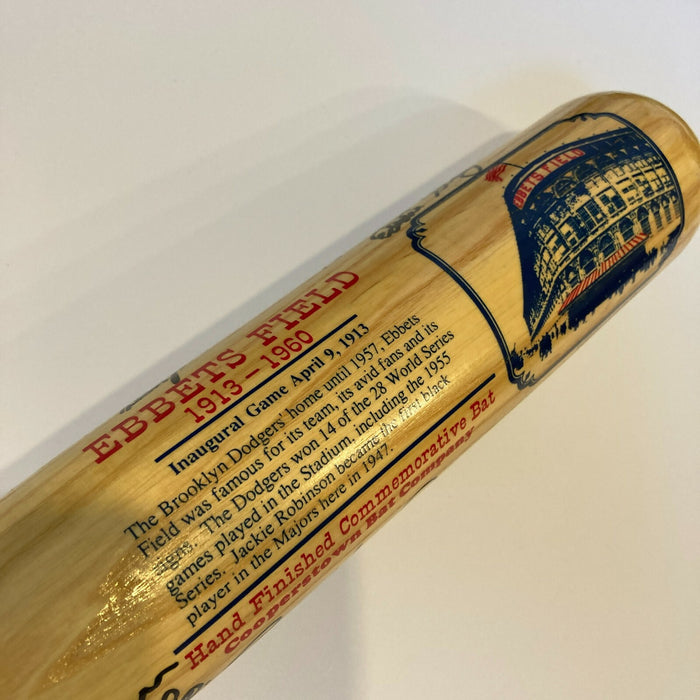 EBBETS FIELD
EBBETS FIELD
1913–1960
Inaugural Game April 9, 1913
The Brooklyn Dodgers' home until 1957, Ebbets
Field was famous for its team, its avid fans and its
signs. The Dodgers won 14 of the 28 World Series
games played in the Stadium, including the 1955
Series. Jackie Robinson became the first black
player in the Majors here in 1947.
Hand Finished Commemorative Bat
Cooperstown Bat Company